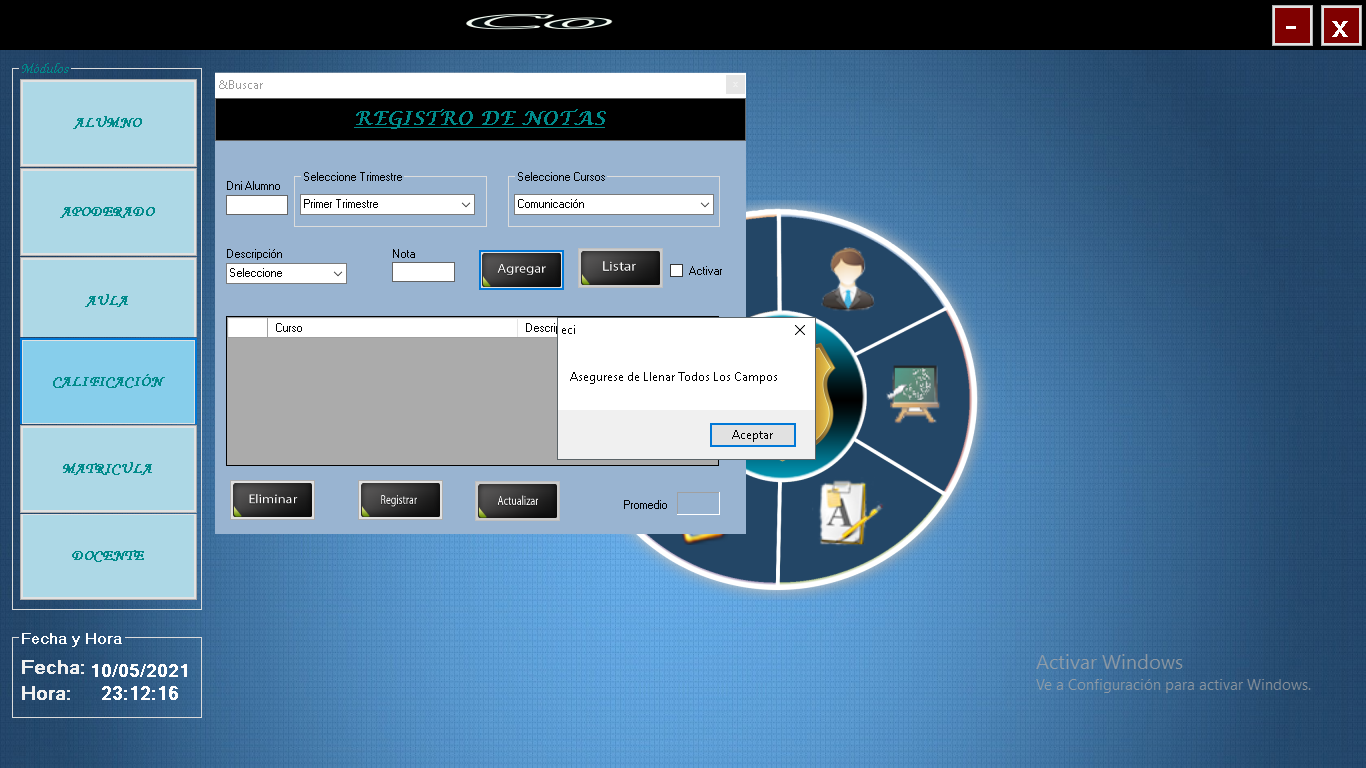 Co
-
x
Módulos
ALUMNO
APODERADO
AULA
CALIFICACIÓN
MATRICULA
DOCENTE
Fecha y Hora
Fecha: 10/05/2021
Hora: 23:12:16
&Buscar
REGISTRO DE NOTAS
Dni Alumno
Seleccione Trimestre
Primer Trimestre
Seleccione Cursos
Comunicación
Descripción
Seleccione
Nota
Agregar
Listar
Activar
Curso
Descri
eci
Asegurese de Llenar Todos Los Campos
Aceptar
Eliminar
Registrar
Actualizar
Promedio
A
Activar Windows
Ve a Configuración para activar Windows.